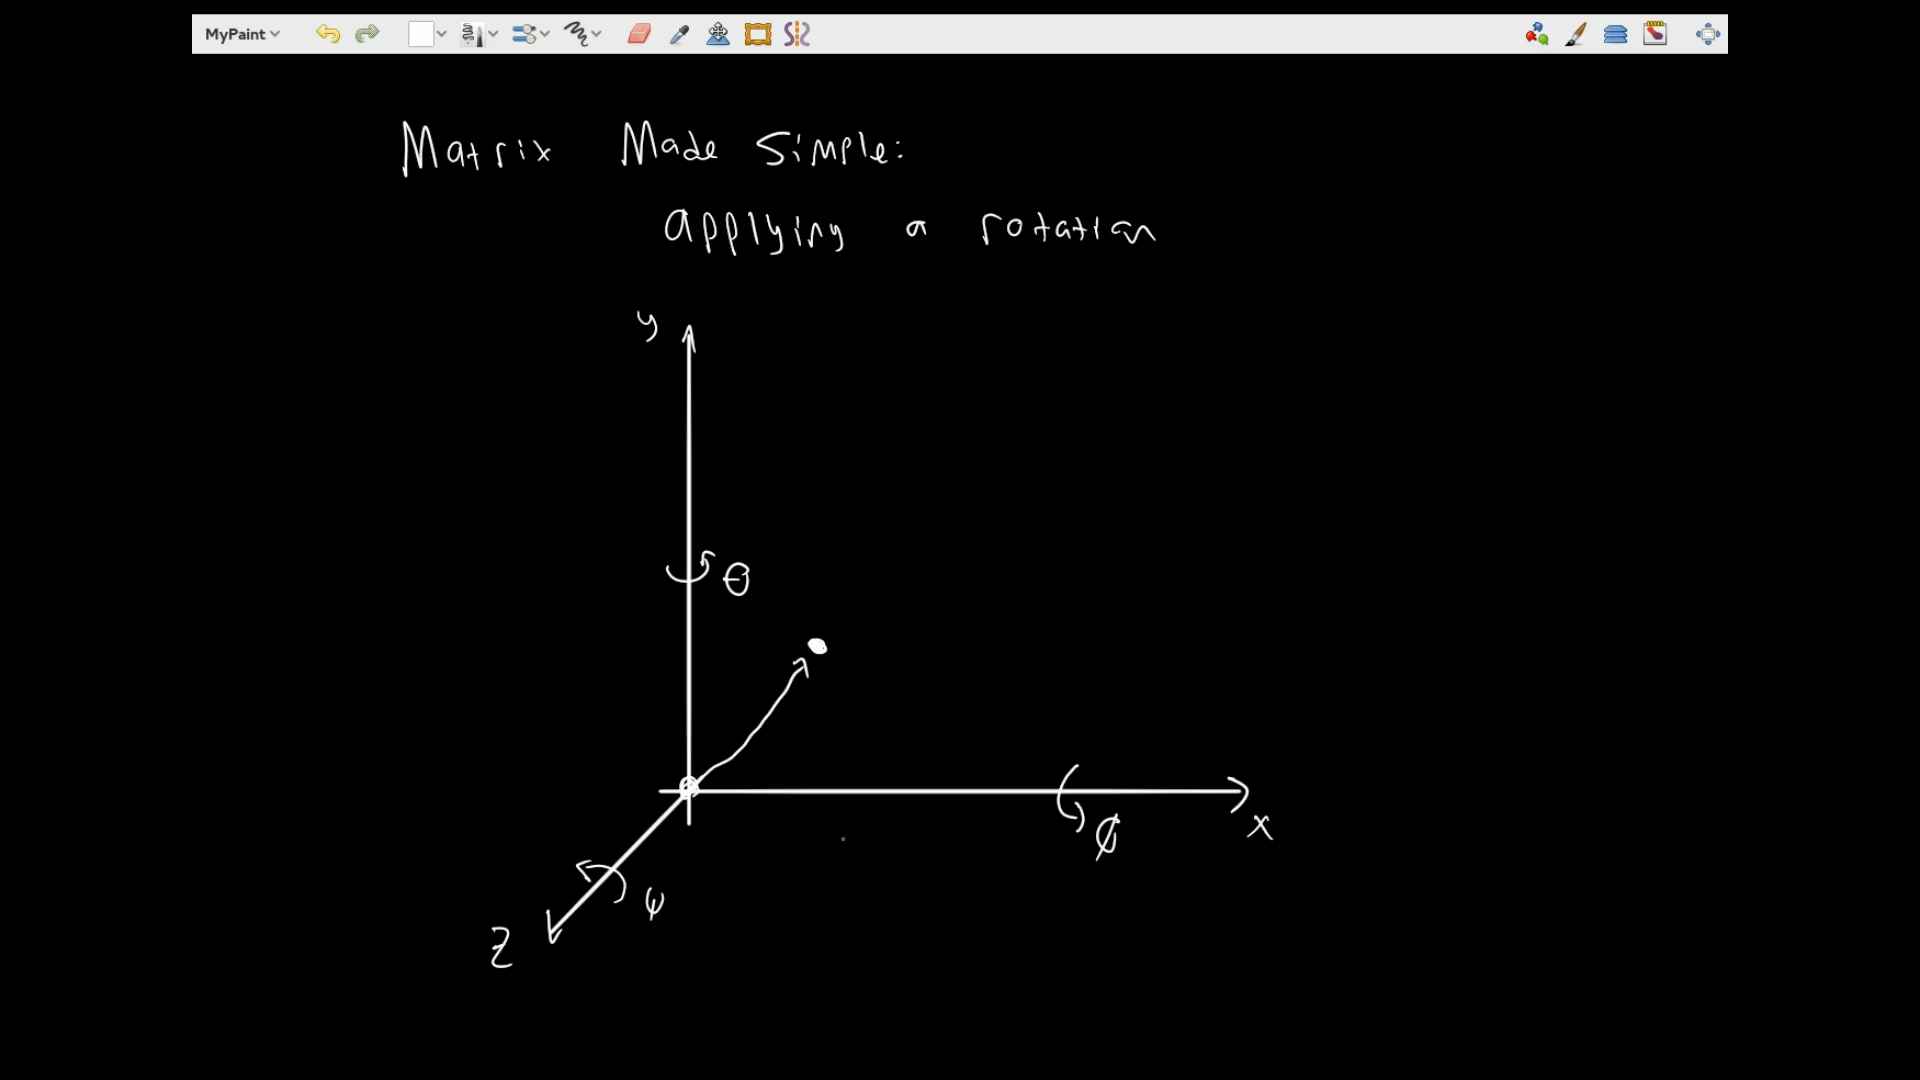 MyPaint
Matrix Made Simple:
applying a rotation
y
θ
x
φ
ψ
z